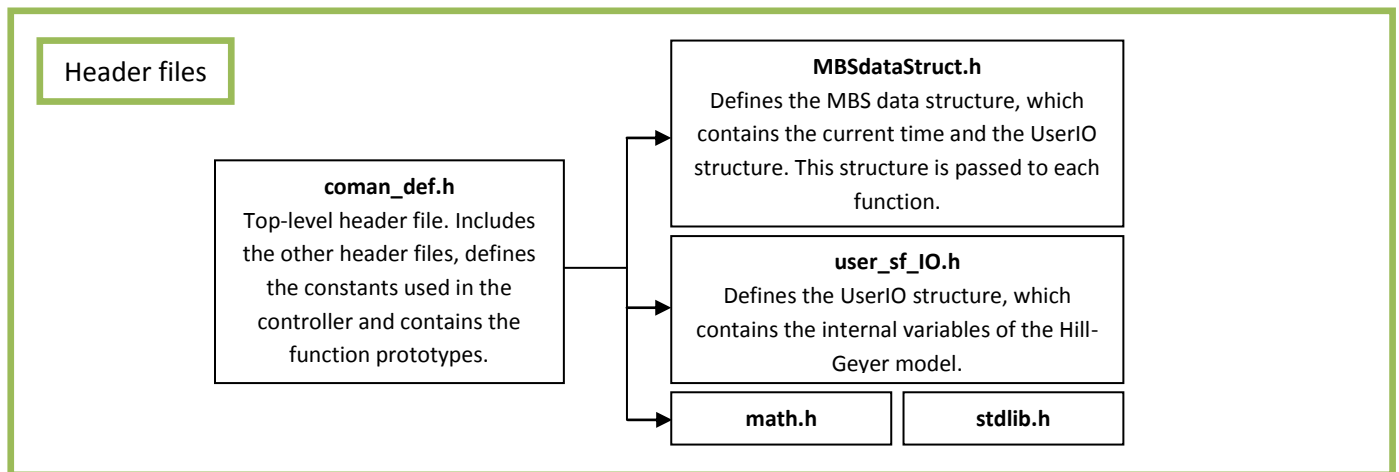 Header files
coman_def.h
Top-level header file. Includes
the other header files, defines
the constants used in the
controller and contains the
function prototypes.
MBSdataStruct.h
Defines the MBS data structure, which
contains the current time and the UserIO
structure. This structure is passed to each
function.
user_sf_IO.h
Defines the UserIO structure, which
contains the internal variables of the Hill-
Geyer model.
math.h
stdlib.h